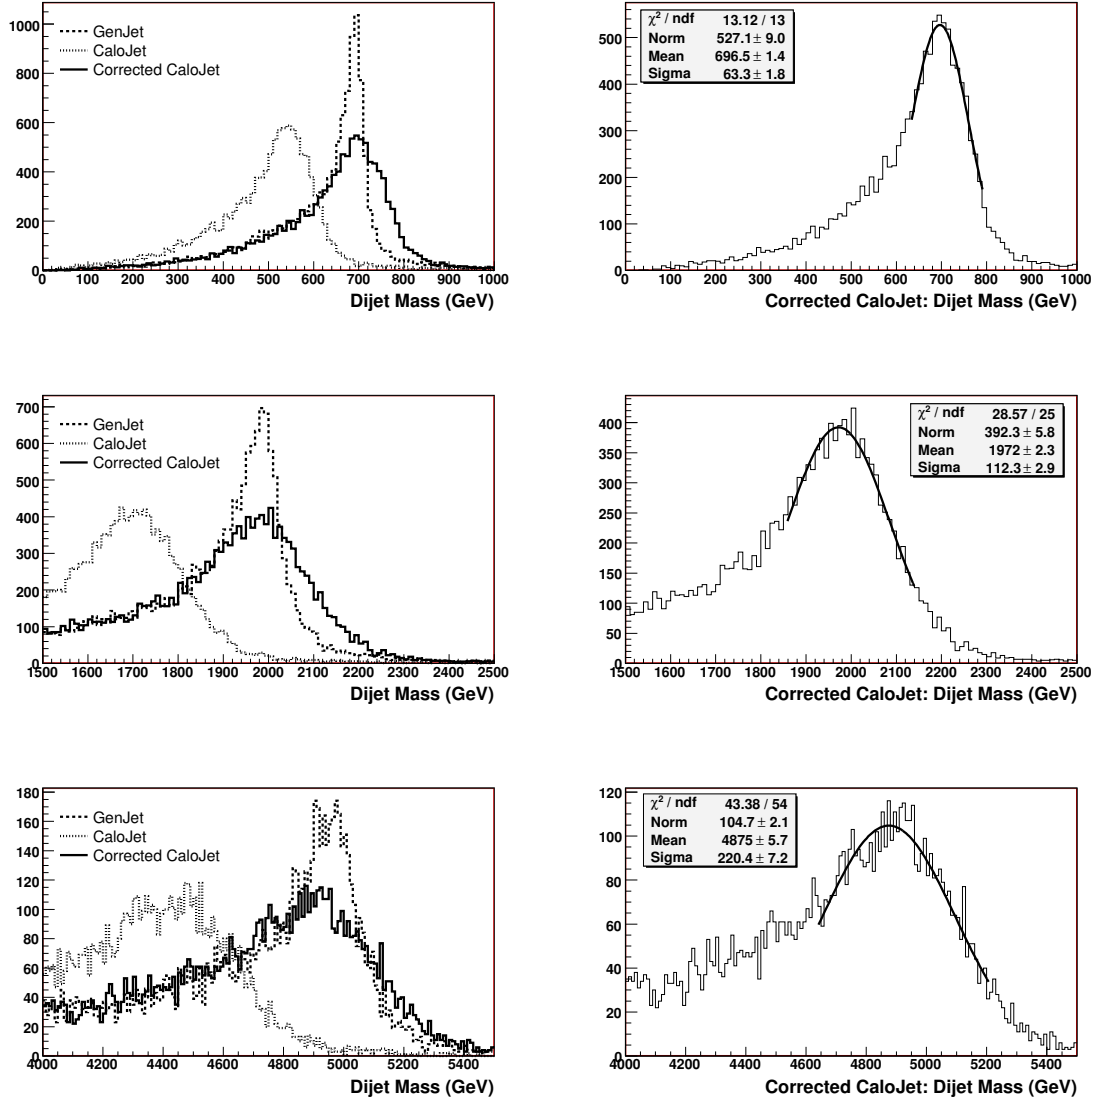 1000
800
600
400
200
0
GenJet
CaloJet
Corrected CaloJet
0 100 200 300 400 500 600 700 800 900 1000
Dijet Mass (GeV)
500
400
300
200
100
0
χ² / ndf 13.12 / 13
Norm 527.1 ± 9.0
Mean 696.5 ± 1.4
Sigma 63.3 ± 1.8
0 100 200 300 400 500 600 700 800 900 1000
Corrected CaloJet: Dijet Mass (GeV)
700
600
500
400
300
200
100
0
GenJet
CaloJet
Corrected CaloJet
1500 1600 1700 1800 1900 2000 2100 2200 2300 2400 2500
Dijet Mass (GeV)
400
350
300
250
200
150
100
50
0
χ² / ndf 28.57 / 25
Norm 392.3 ± 5.8
Mean 1972 ± 2.3
Sigma 112.3 ± 2.9
1500 1600 1700 1800 1900 2000 2100 2200 2300 2400 2500
Corrected CaloJet: Dijet Mass (GeV)
180
160
140
120
100
80
60
40
20
0
GenJet
CaloJet
Corrected CaloJet
4000 4200 4400 4600 4800 5000 5200 5400
Dijet Mass (GeV)
120
100
80
60
40
20
0
χ² / ndf 43.38 / 54
Norm 104.7 ± 2.1
Mean 4875 ± 5.7
Sigma 220.4 ± 7.2
4000 4200 4400 4600 4800 5000 5200 5400
Corrected CaloJet: Dijet Mass (GeV)